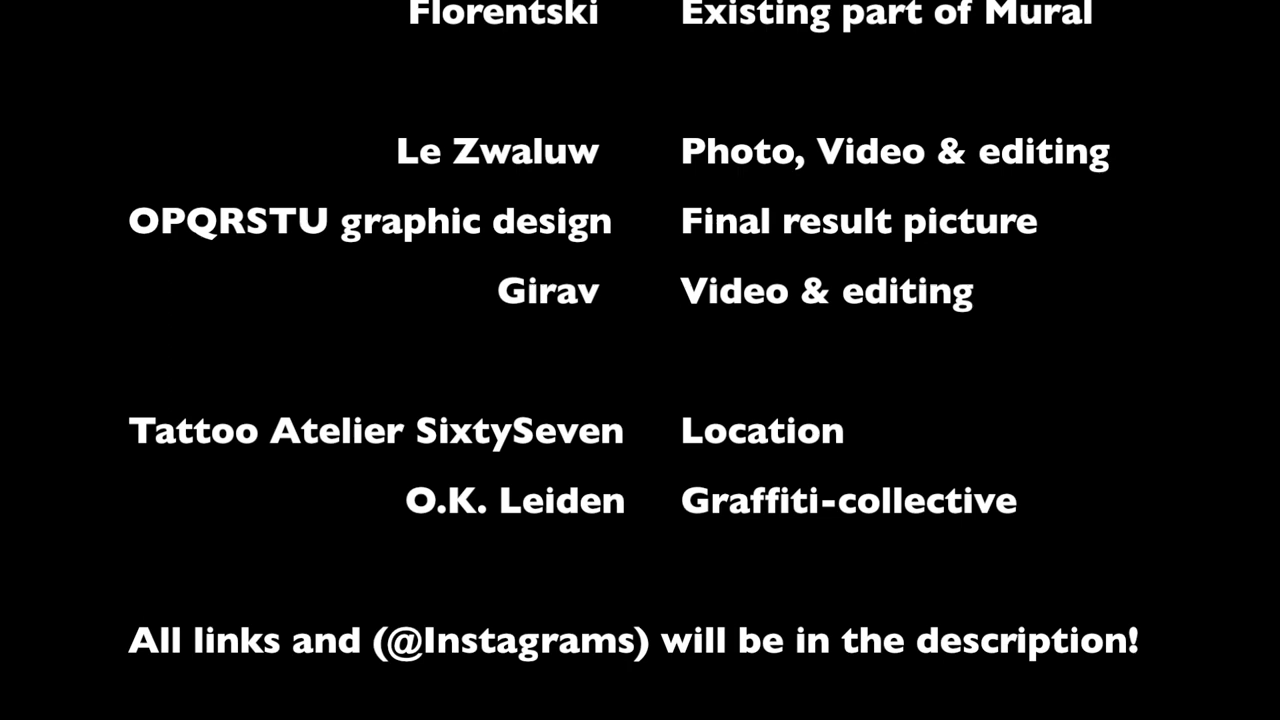 Florentski Existing part of Mural
Le Zwaluw Photo, Video & editing
OPQRSTU graphic design Final result picture
Girav Video & editing
Tattoo Atelier SixtySeven Location
O.K. Leiden Graffiti-collective
All links and (@Instagrams) will be in the description!